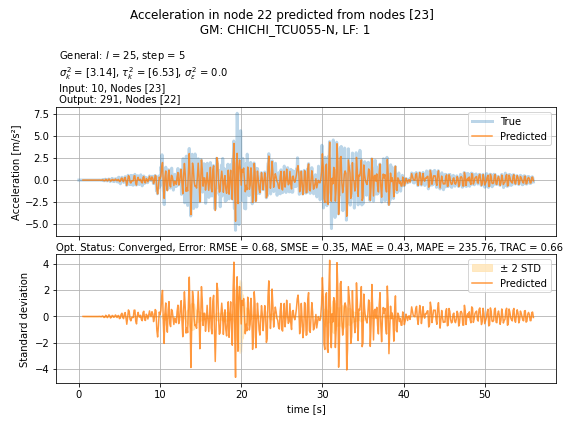 Acceleration in node 22 predicted from nodes [23]
GM: CHICHI_TCU055-N, LF: 1
General: l = 25, step = 5
σ²ₖ = [3.14], τ²ₖ = [6.53], σ²ε = 0.0
Input: 10, Nodes [23]
Output: 291, Nodes [22]
7.5
5.0
2.5
0.0
−2.5
−5.0
Acceleration [m/s²]
True
Predicted
Opt. Status: Converged, Error: RMSE = 0.68, SMSE = 0.35, MAE = 0.43, MAPE = 235.76, TRAC = 0.66
4
2
0
−2
−4
Standard deviation
± 2 STD
Predicted
0 10 20 30 40 50
time [s]